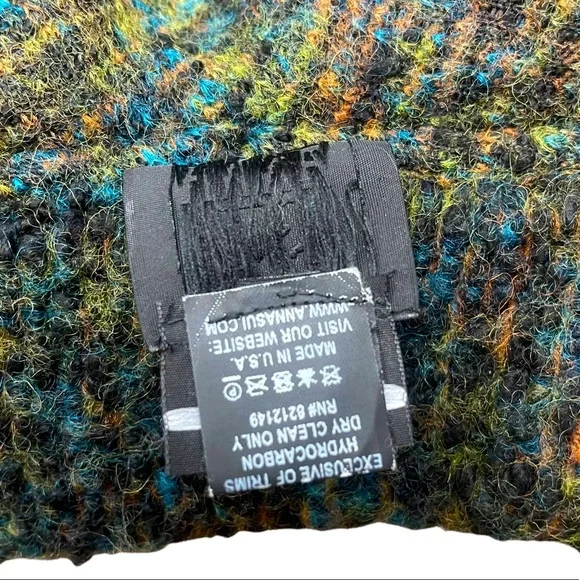 EXCLUSIVE OF TRIMS
HYDROCARBON
DRY CLEAN ONLY
RN# 8212149
P
MADE IN U.S.A.
VISIT OUR WEBSITE:
WWW.ANNASUI.COM